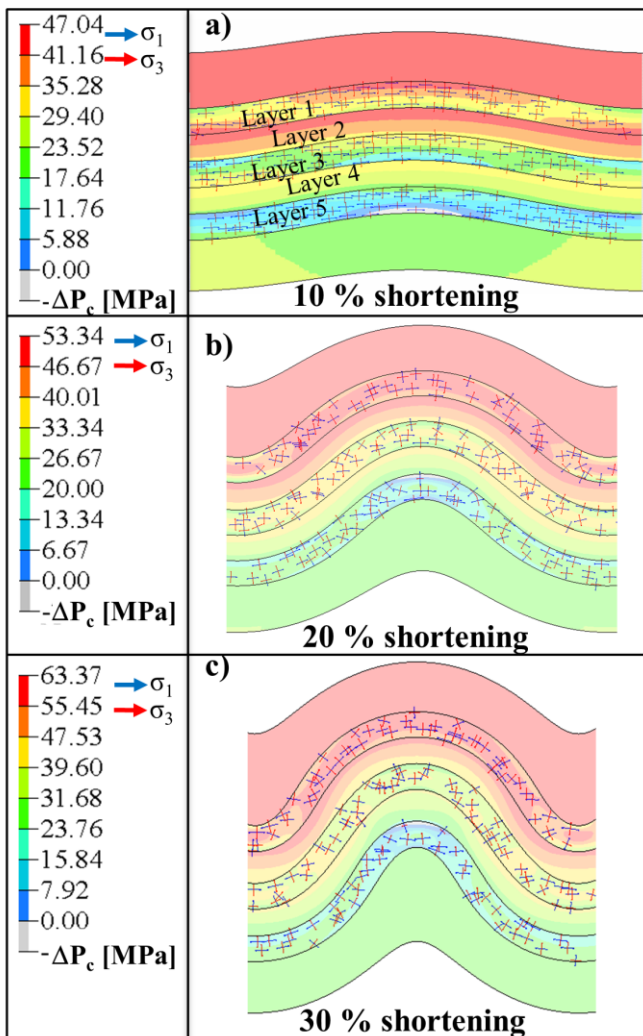 47.04
41.16
35.28
29.40
23.52
17.64
11.76
5.88
0.00
-ΔPc [MPa]
σ1
σ3
a)
Layer 1
Layer 2
Layer 3
Layer 4
Layer 5
10 % shortening
53.34
46.67
40.01
33.34
26.67
20.00
13.34
6.67
0.00
-ΔPc [MPa]
σ1
σ3
b)
20 % shortening
63.37
55.45
47.53
39.60
31.68
23.76
15.84
7.92
0.00
-ΔPc [MPa]
σ1
σ3
c)
30 % shortening